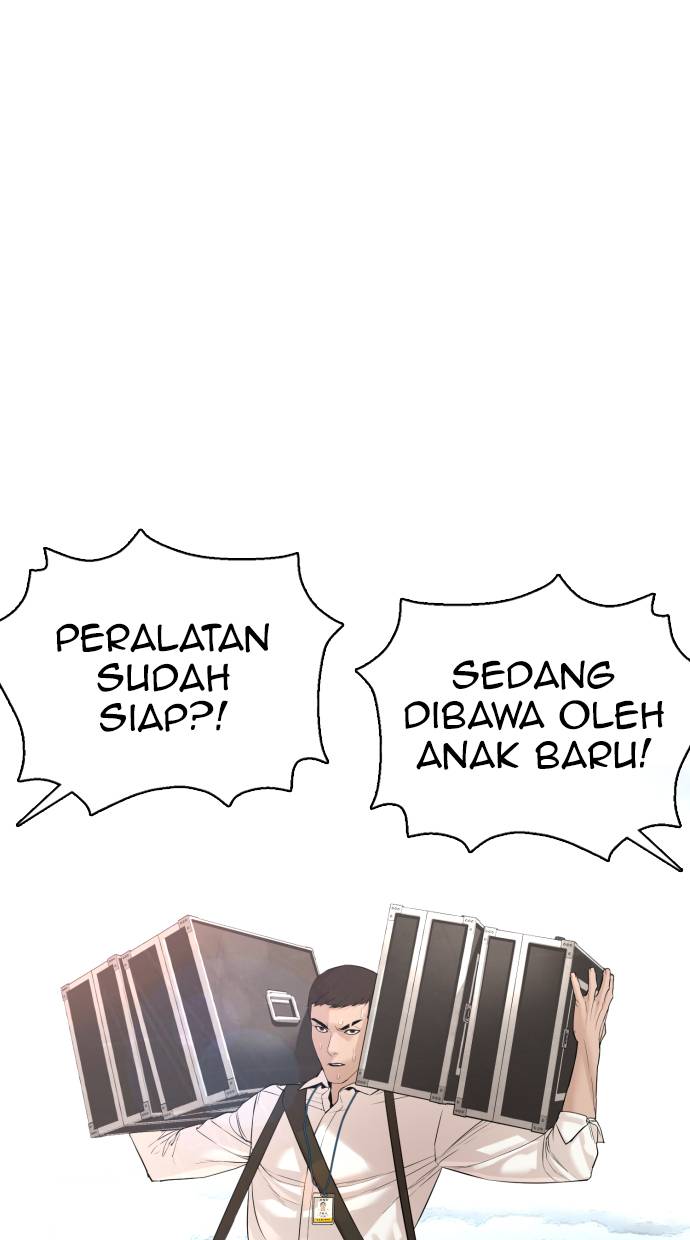 PERALATAN
SUDAH
SIAP?!
SEDANG
DIBAWA OLEH
ANAK BARU!